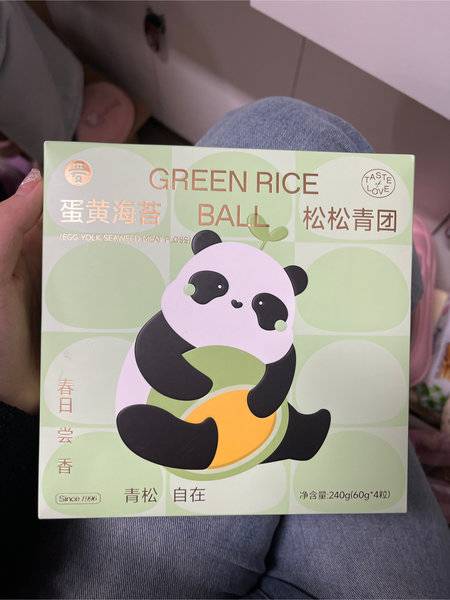 GREEN RICE
BALL
蛋黄海苔
(EGG YOLK SEAWEED MEAT FLOSS)
松松青团
TASTE
of
LOVE
春日尝香
Since 1996
青松 自在
净含量:240g(60g*4粒)